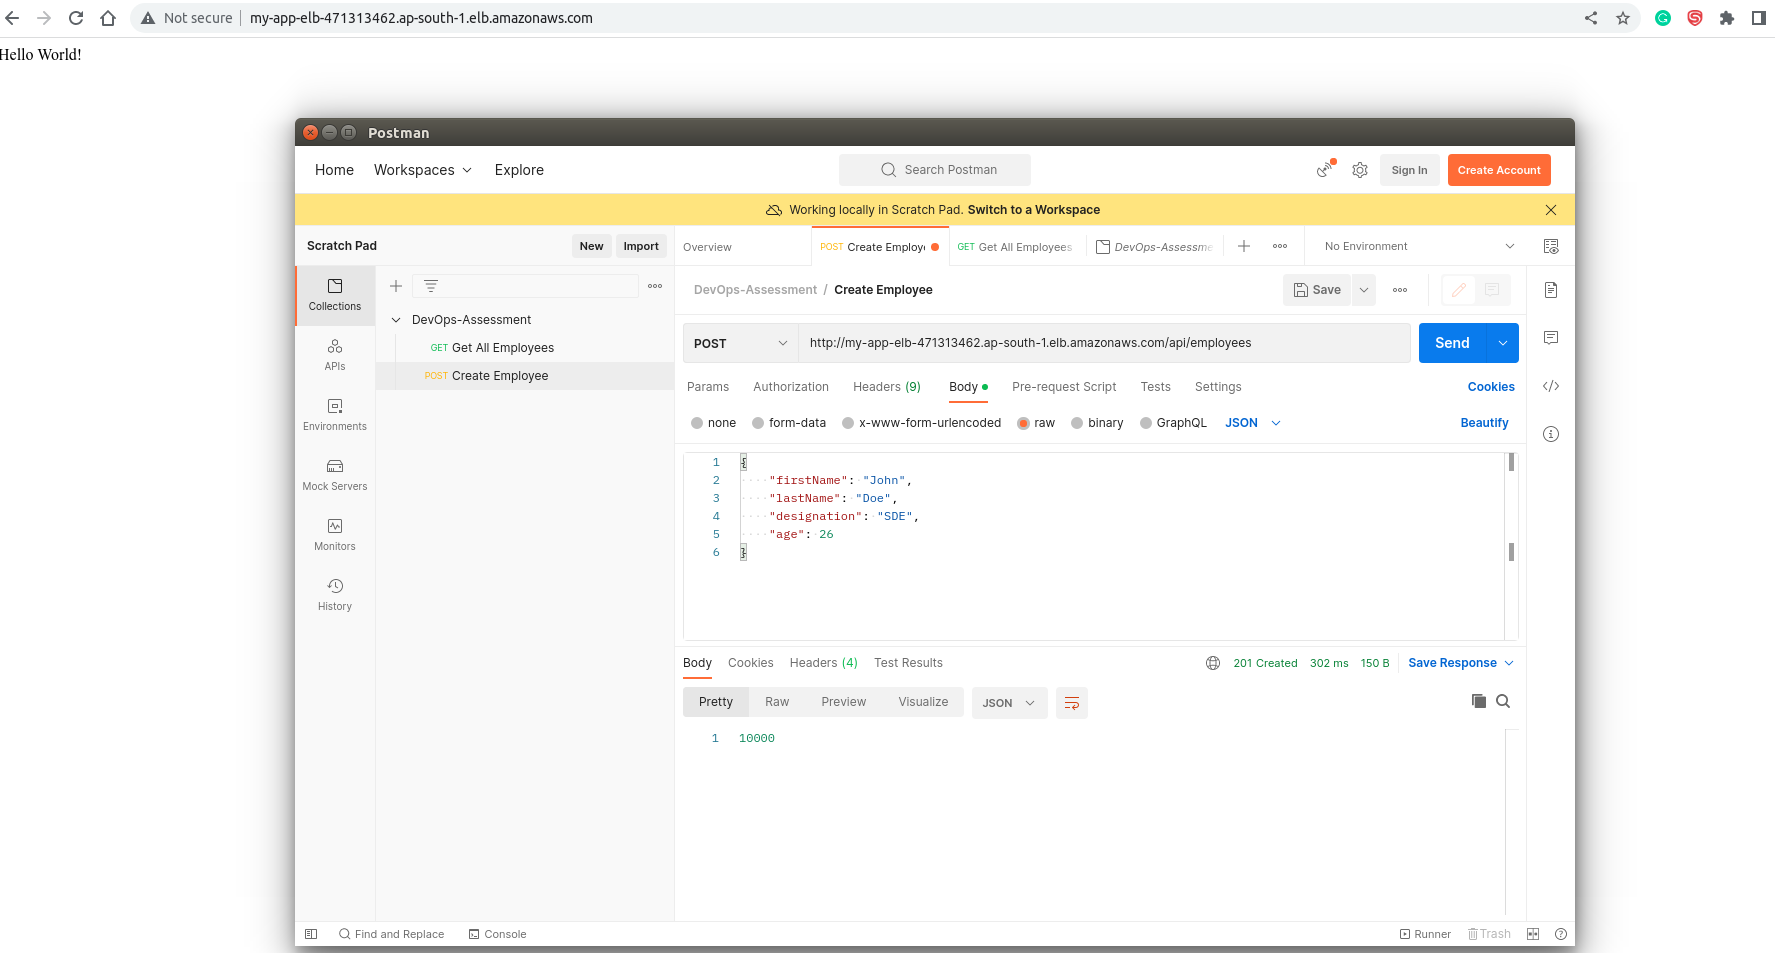 Not secure | my-app-elb-471313462.ap-south-1.elb.amazonaws.com
Hello World!
Postman
Home Workspaces Explore Search Postman Sign In Create Account
Working locally in Scratch Pad. Switch to a Workspace
Scratch Pad New Import Overview POST Create Employ GET Get All Employees DevOps-Assessme No Environment
DevOps-Assessment / Create Employee Save
Collections
DevOps-Assessment
GET Get All Employees
POST Create Employee
APIs
Environments
Mock Servers
Monitors
History
POST http://my-app-elb-471313462.ap-south-1.elb.amazonaws.com/api/employees Send
Params Authorization Headers (9) Body Pre-request Script Tests Settings Cookies
none form-data x-www-form-urlencoded raw binary GraphQL JSON Beautify
1 {
2 "firstName": "John",
3 "lastName": "Doe",
4 "designation": "SDE",
5 "age": 26
6 }
Body Cookies Headers (4) Test Results 201 Created 302 ms 150 B Save Response
Pretty Raw Preview Visualize JSON
1 10000
Find and Replace Console Runner Trash